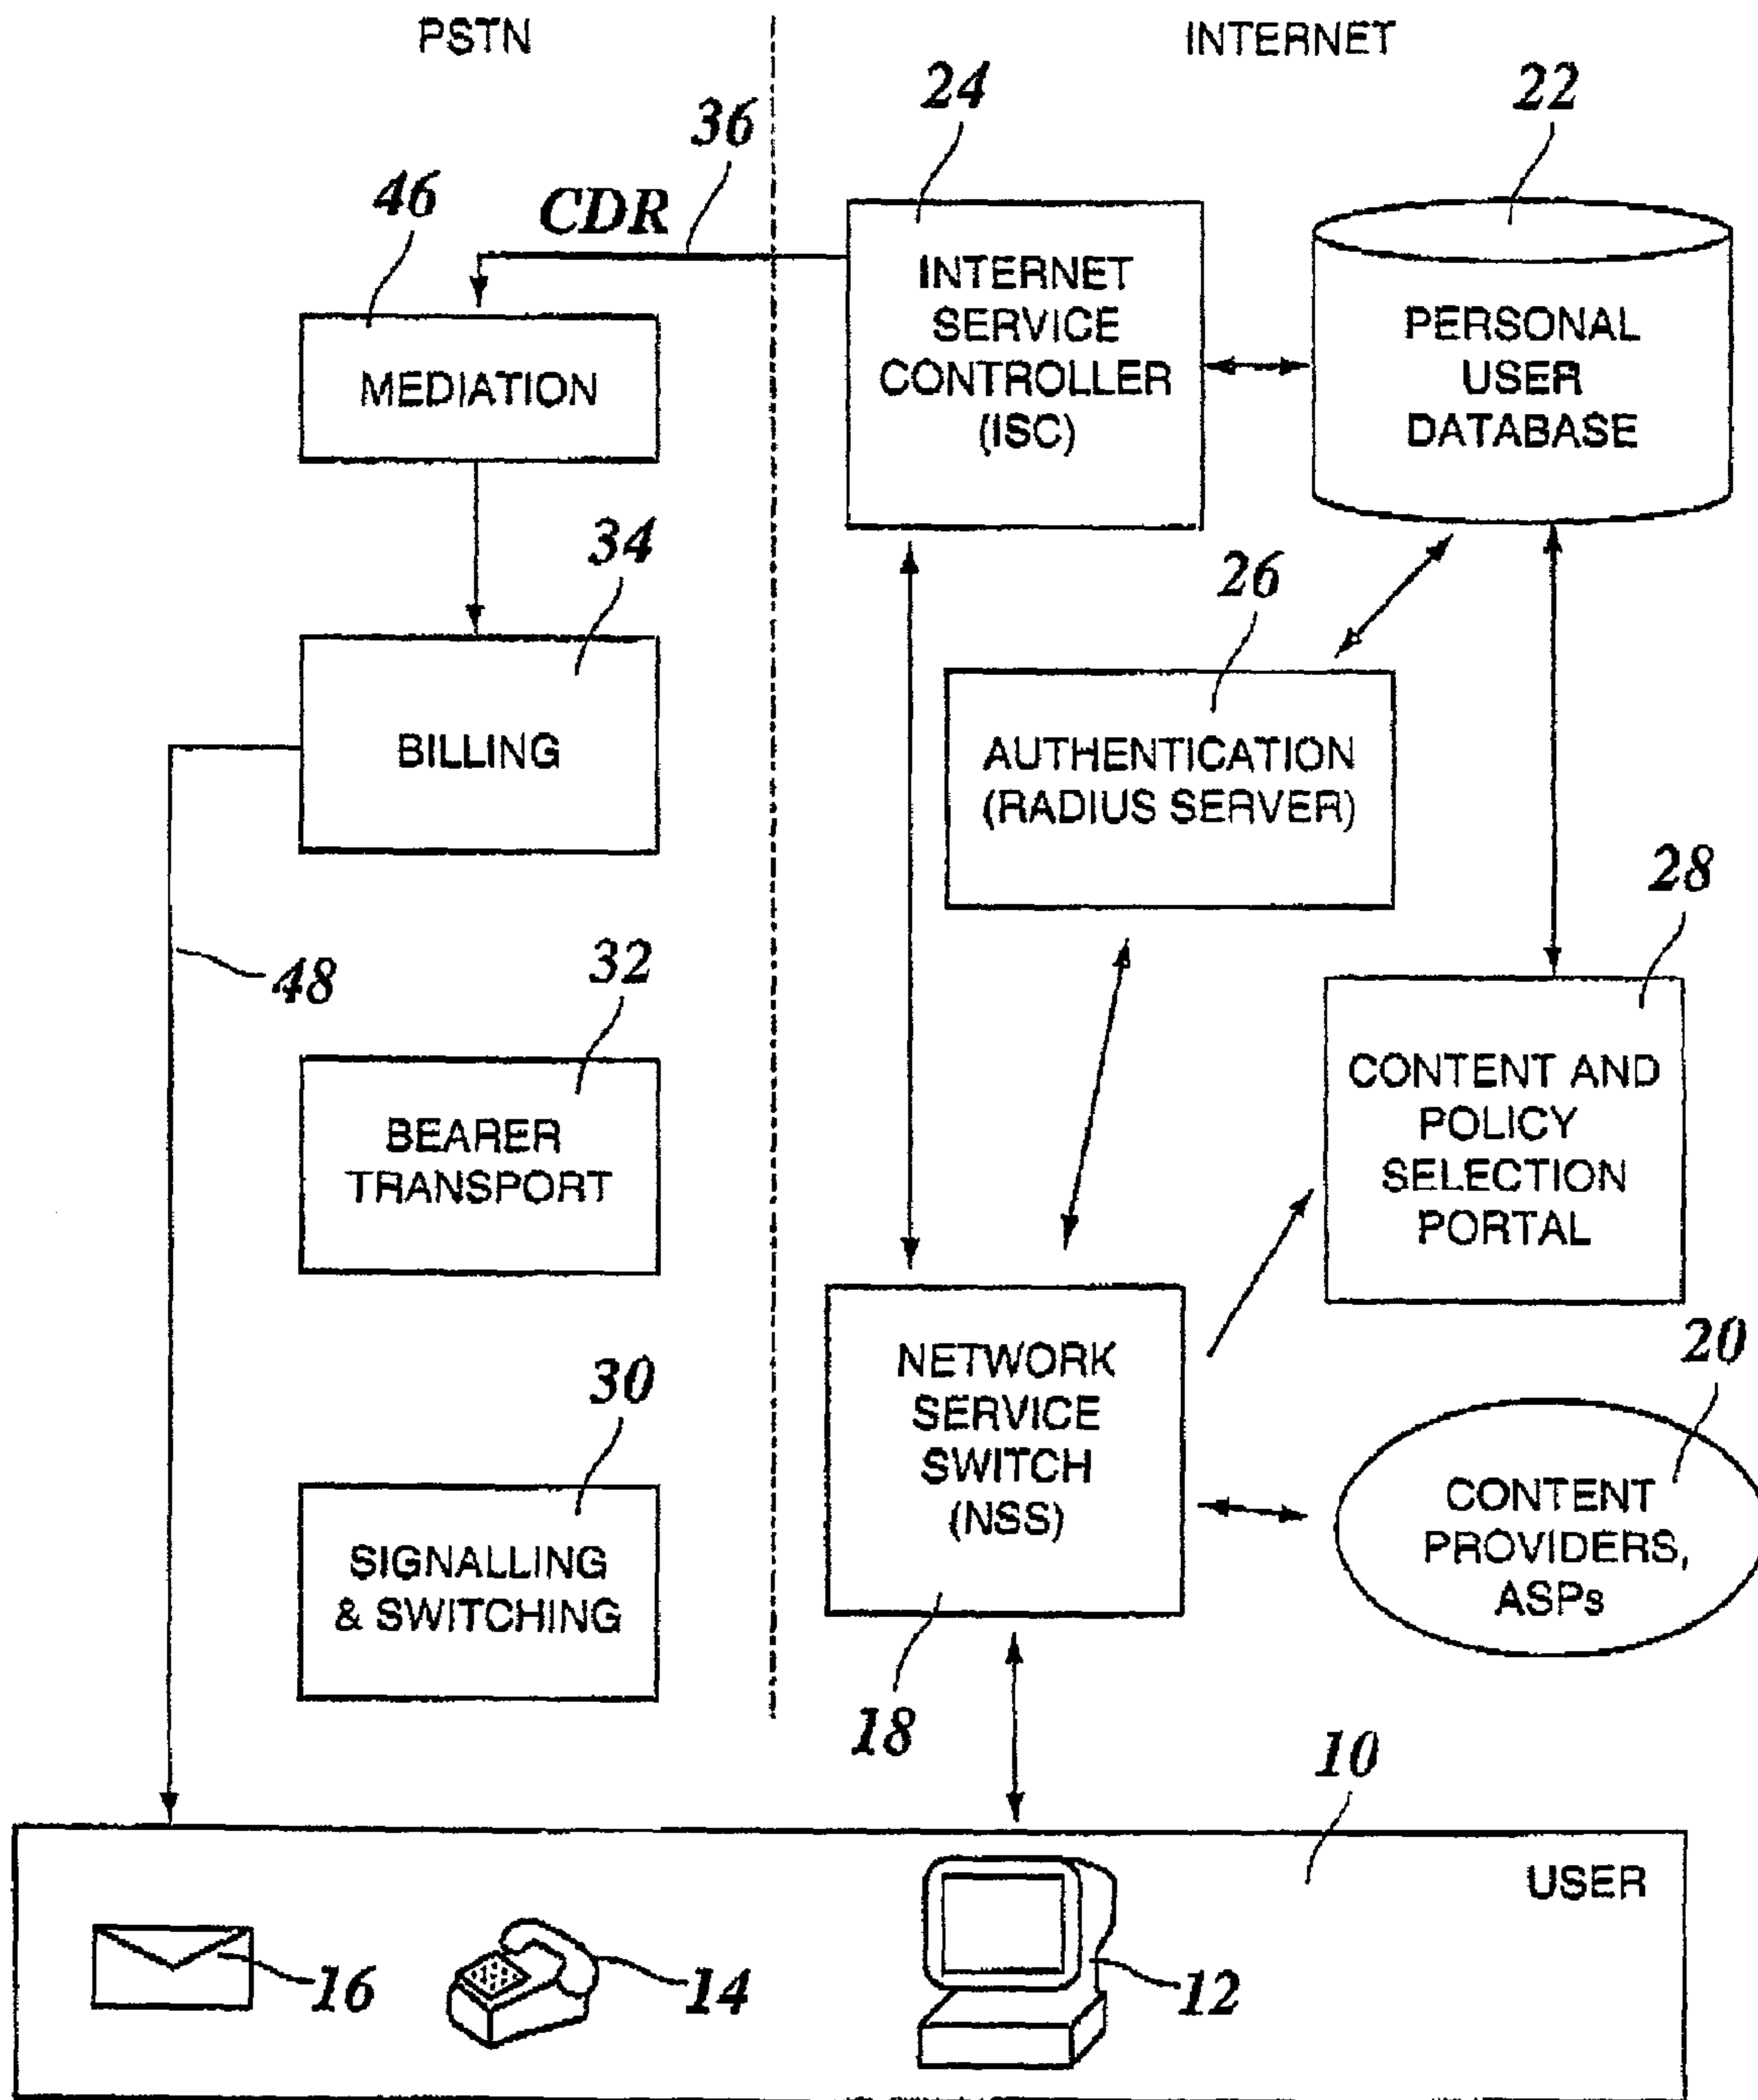 PSTN
INTERNET
24
22
36
46
CDR
INTERNET
SERVICE
CONTROLLER
(ISC)
PERSONAL
USER
DATABASE
MEDIATION
34
26
BILLING
AUTHENTICATION
(RADIUS SERVER)
28
48
32
CONTENT AND
POLICY
SELECTION
PORTAL
BEARER
TRANSPORT
NETWORK
SERVICE
SWITCH
(NSS)
20
30
CONTENT
PROVIDERS,
ASPs
SIGNALLING
& SWITCHING
18
10
USER
16
14
12